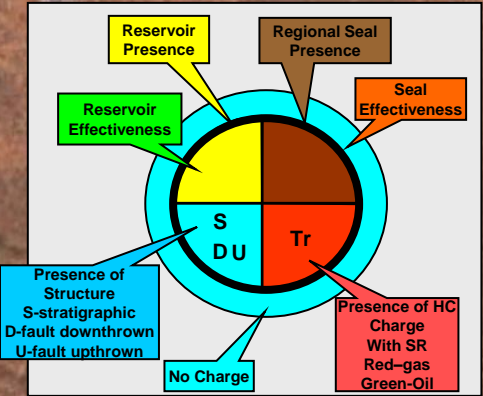 Reservoir
Presence
Regional Seal
Presence
Reservoir
Effectiveness
Seal
Effectiveness
S
D U
Tr
Presence of
Structure
S-stratigraphic
D-fault downthrown
U-fault upthrown
No Charge
Presence of HC
Charge
With SR
Red–gas
Green-Oil